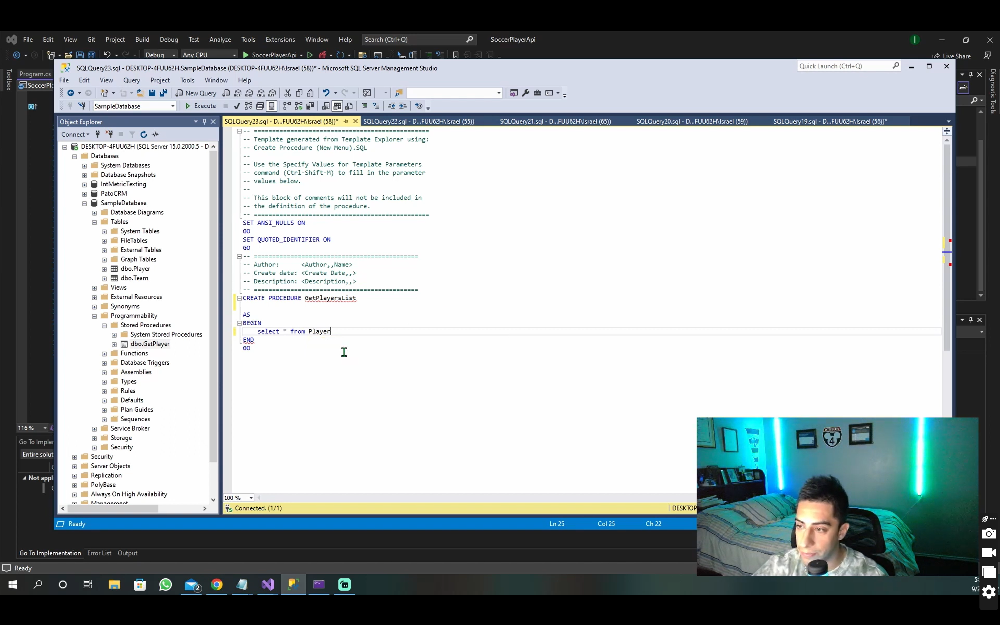 File Edit View Git Project Build Debug Test Analyze Tools Extensions Window Help Search (Ctrl+Q) SoccerPlayerApi
Debug Any CPU SoccerPlayerApi Live Share
Toolbox
Program.cs
SoccerPla
Diagnostic Tools
SQLQuery23.sql - DESKTOP-4FUU62H.SampleDatabase (DESKTOP-4FUU62H\Israel (58))* - Microsoft SQL Server Management Studio
Quick Launch (Ctrl+Q)
File Edit View Query Project Tools Window Help
New Query MDX DMX XMLA DAX
SampleDatabase Execute
Object Explorer
SQLQuery23.sql - D...FUU62H\Israel (58))* SQLQuery22.sql - D...FUU62H\Israel (55)) SQLQuery21.sql - D...FUU62H\Israel (65)) SQLQuery20.sql - D...FUU62H\Israel (59)) SQLQuery19.sql - D...FUU62H\Israel (56))*
Connect
DESKTOP-4FUU62H (SQL Server 15.0.2000.5 - D
Databases
System Databases
Database Snapshots
IntMetricTexting
PatoCRM
SampleDatabase
Database Diagrams
Tables
System Tables
FileTables
External Tables
Graph Tables
dbo.Player
dbo.Team
Views
External Resources
Synonyms
Programmability
Stored Procedures
System Stored Procedures
dbo.GetPlayer
Functions
Database Triggers
Assemblies
Types
Rules
Defaults
Plan Guides
Sequences
Service Broker
Storage
Security
Security
Server Objects
Replication
PolyBase
Always On High Availability
Management
-- ================================================
-- Template generated from Template Explorer using:
-- Create Procedure (New Menu).SQL
--
-- Use the Specify Values for Template Parameters
-- command (Ctrl-Shift-M) to fill in the parameter
-- values below.
--
-- This block of comments will not be included in
-- the definition of the procedure.
-- ================================================
SET ANSI_NULLS ON
GO
SET QUOTED_IDENTIFIER ON
GO
-- =============================================
-- Author:      <Author,,Name>
-- Create date: <Create Date,,>
-- Description: <Description,,>
-- =============================================
CREATE PROCEDURE GetPlayersList
AS
BEGIN
select * from Player
END
GO
100 %
Connected. (1/1) DESKTOP
Ready Ln 25 Col 25 Ch 22
116 %
Go To Imple
Entire solut
Not appl
Go To Implementation Error List Output
Ready
INTERSTATE
4
2
5:
9/2